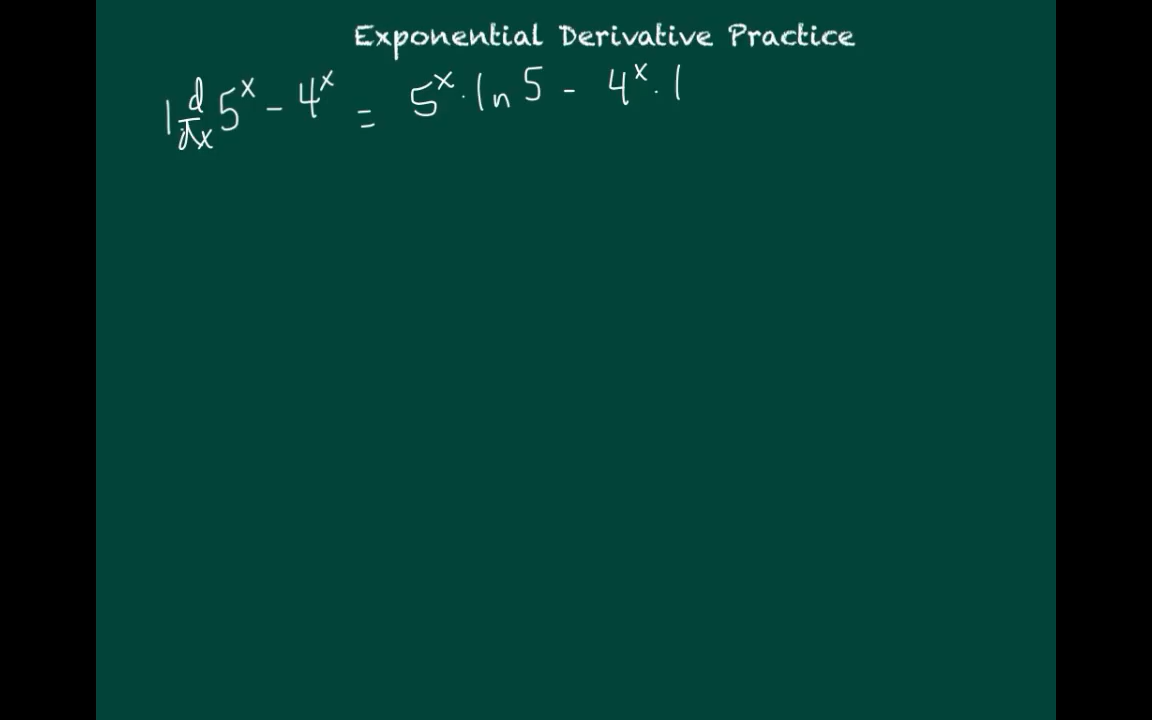 Exponential Derivative Practice
1 d/dx 5^x - 4^x = 5^x · ln 5 - 4^x · l